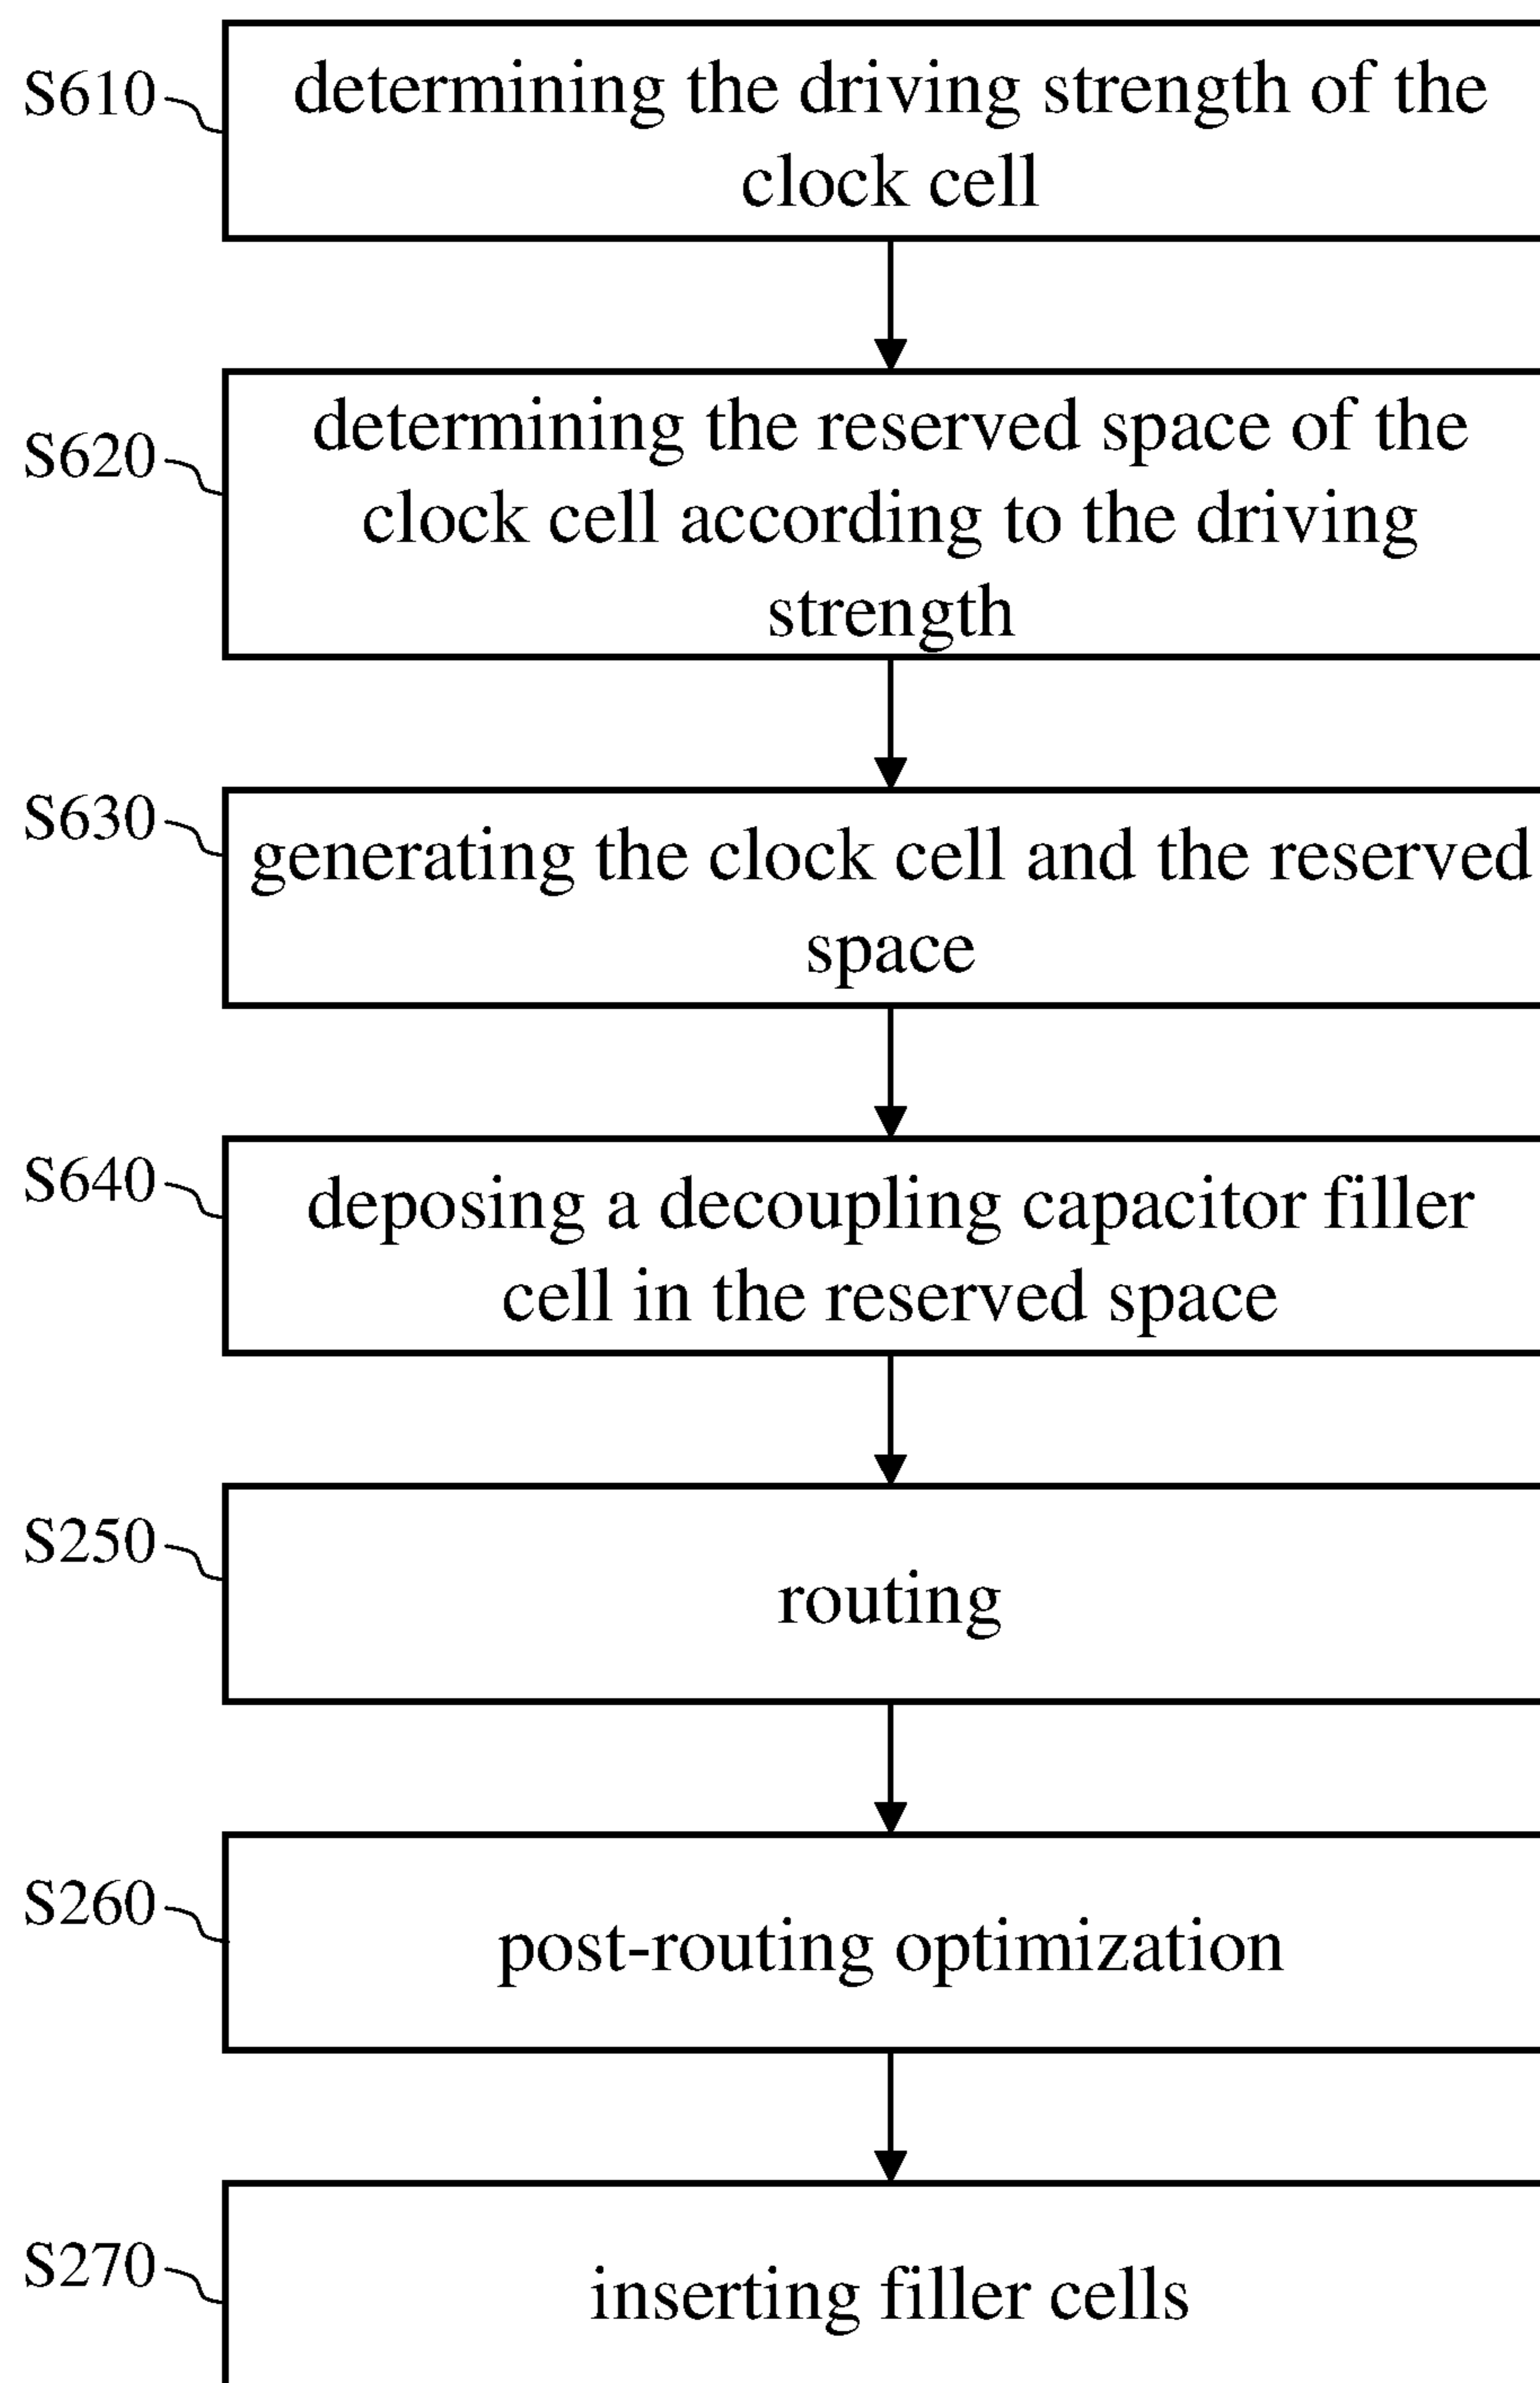 S610
determining the driving strength of the
clock cell
S620
determining the reserved space of the
clock cell according to the driving
strength
S630
generating the clock cell and the reserved
space
S640
deposing a decoupling capacitor filler
cell in the reserved space
S250
routing
S260
post-routing optimization
S270
inserting filler cells